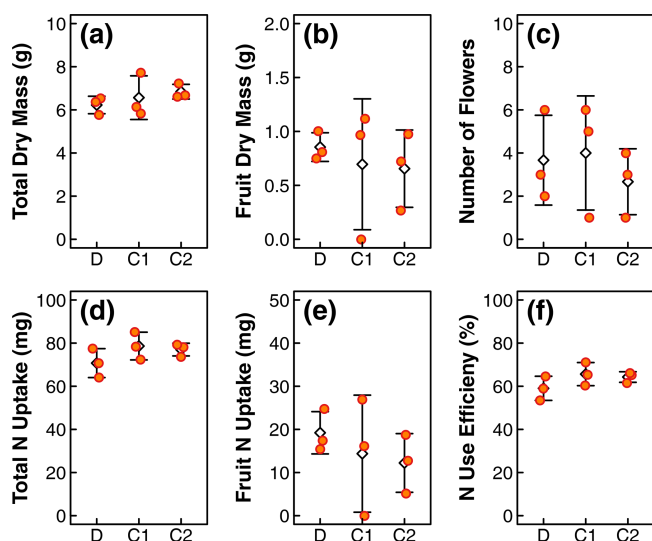 (a)
Total Dry Mass (g)
10
8
6
4
2
0
D C1 C2
(b)
Fruit Dry Mass (g)
2.0
1.5
1.0
0.5
0.0
D C1 C2
(c)
Number of Flowers
10
8
6
4
2
0
D C1 C2
(d)
Total N Uptake (mg)
100
80
60
40
20
0
D C1 C2
(e)
Fruit N Uptake (mg)
50
40
30
20
10
0
D C1 C2
(f)
N Use Efficieny (%)
100
80
60
40
20
0
D C1 C2